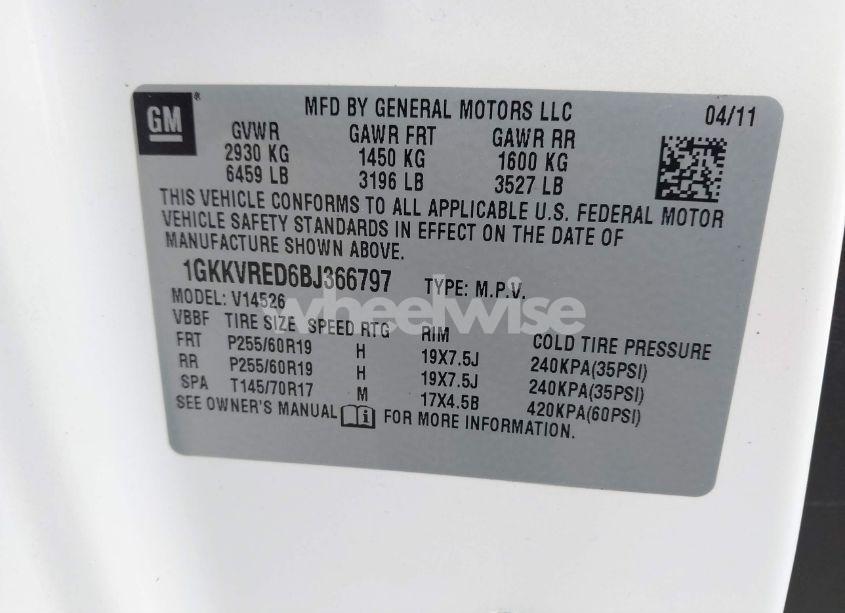 GM® MFD BY GENERAL MOTORS LLC 04/11
GVWR GAWR FRT GAWR RR
2930 KG 1450 KG 1600 KG
6459 LB 3196 LB 3527 LB
THIS VEHICLE CONFORMS TO ALL APPLICABLE U.S. FEDERAL MOTOR
VEHICLE SAFETY STANDARDS IN EFFECT ON THE DATE OF
MANUFACTURE SHOWN ABOVE.
1GKKVRED6BJ366797 TYPE: M.P.V.
MODEL: V14526
wheelwise
VBBF TIRE SIZE SPEED RTG RIM COLD TIRE PRESSURE
FRT P255/60R19 H 19X7.5J 240KPA(35PSI)
RR P255/60R19 H 19X7.5J 240KPA(35PSI)
SPA T145/70R17 M 17X4.5B 420KPA(60PSI)
SEE OWNER'S MANUAL FOR MORE INFORMATION.